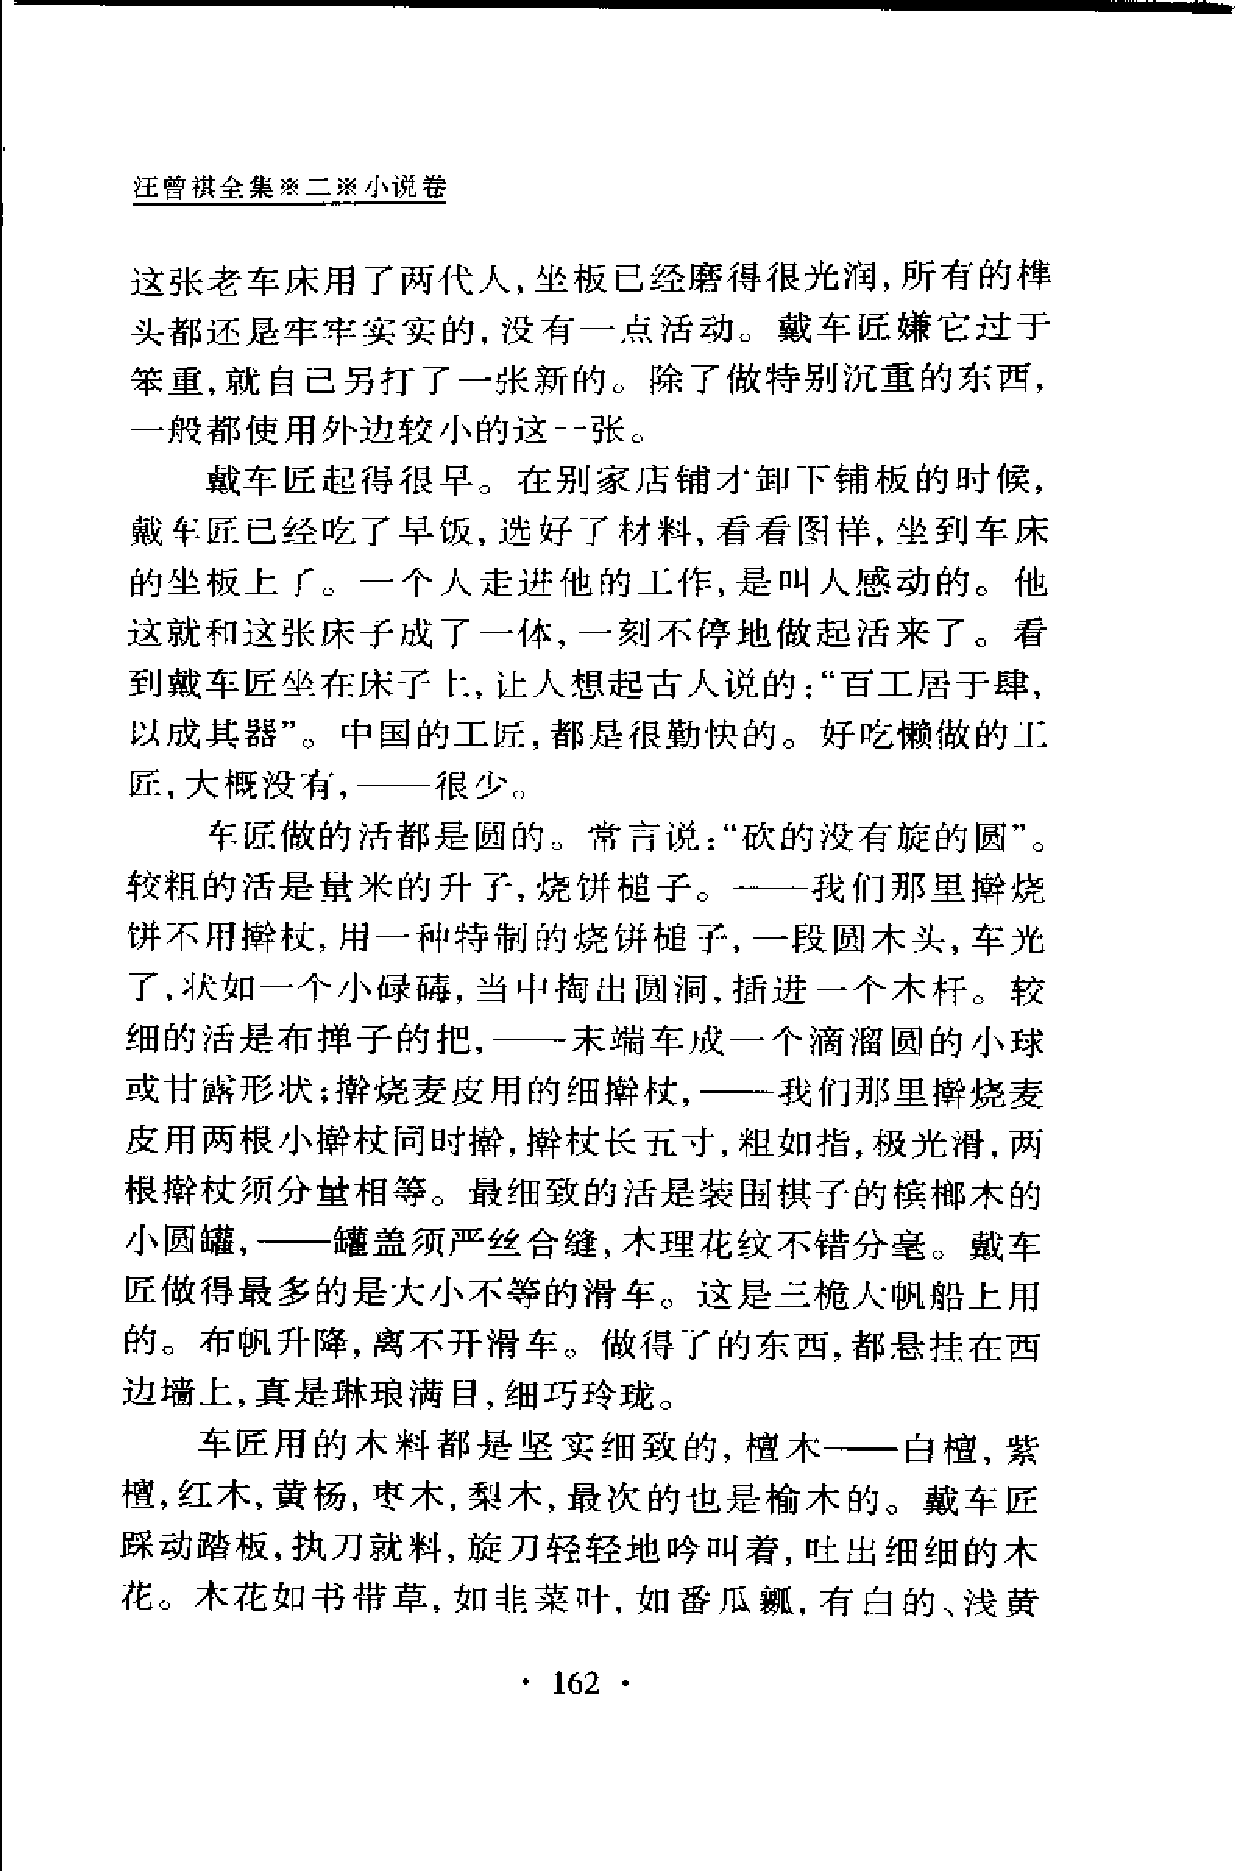 汪曾祺全集※二※小说卷
这张老车床用了两代人,坐板已经磨得很光润,所有的榫
头都还是牢牢实实的,没有一点活动。戴车匠嫌它过于
笨重,就自己另打了一张新的。除了做特别沉重的东西,
一般都使用外边较小的这一张。
戴车匠起得很早。在别家店铺才卸下铺板的时候,
戴车匠已经吃了早饭,选好了材料,看看图样,坐到车床
的坐板上了。一个人走进他的工作,是叫人感动的。他
这就和这张床子成了一体,一刻不停地做起活来了。看
到戴车匠坐在床子上,让人想起古人说的:“百工居于肆,
以成其器”。中国的工匠,都是很勤快的。好吃懒做的工
匠,大概没有,——很少。
车匠做的活都是圆的。常言说:“砍的没有旋的圆”。
较粗的活是量米的升子,烧饼槌子。——我们那里擀烧
饼不用擀杖,用一种特制的烧饼槌子,一段圆木头,车光
了,状如一个小碌碡,当中掏出圆洞,插进一个木杆。较
细的活是布掸子的把,——末端车成一个滴溜圆的小球
或甘露形状;擀烧麦皮用的细擀杖,——我们那里擀烧麦
皮用两根小擀杖同时擀,擀杖长五寸,粗如指,极光滑,两
根擀杖须分量相等。最细致的活是装围棋子的槟榔木的
小圆罐,——罐盖须严丝合缝,木理花纹不错分毫。戴车
匠做得最多的是大小不等的滑车。这是三桅大帆船上用
的。布帆升降,离不开滑车。做得了的东西,都悬挂在西
边墙上,真是琳琅满目,细巧玲珑。
车匠用的木料都是坚实细致的,檀木——白檀,紫
檀,红木,黄杨,枣木,梨木,最次的也是榆木的。戴车匠
踩动踏板,执刀就料,旋刀轻轻地吟叫着,吐出细细的木
花。木花如书带草,如韭菜叶,如番瓜瓤,有白的、浅黄
· 162 ·